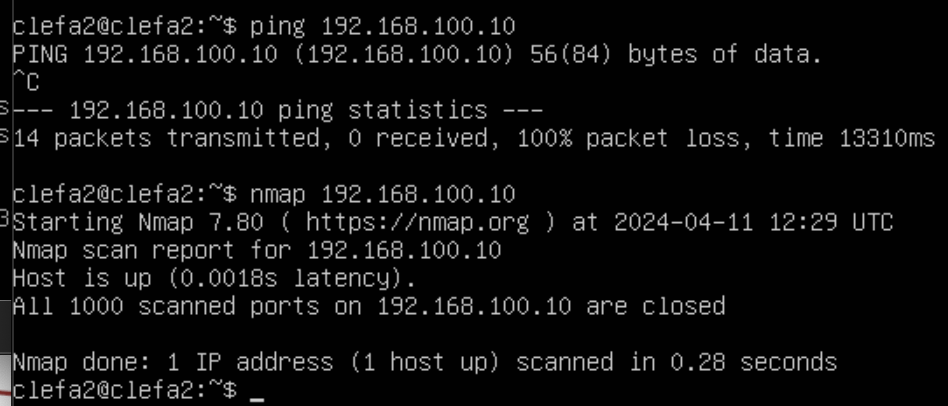 clefa2@clefa2:~$ ping 192.168.100.10
PING 192.168.100.10 (192.168.100.10) 56(84) bytes of data.
^C
--- 192.168.100.10 ping statistics ---
14 packets transmitted, 0 received, 100% packet loss, time 13310ms

clefa2@clefa2:~$ nmap 192.168.100.10
Starting Nmap 7.80 ( https://nmap.org ) at 2024-04-11 12:29 UTC
Nmap scan report for 192.168.100.10
Host is up (0.0018s latency).
All 1000 scanned ports on 192.168.100.10 are closed

Nmap done: 1 IP address (1 host up) scanned in 0.28 seconds
clefa2@clefa2:~$ _